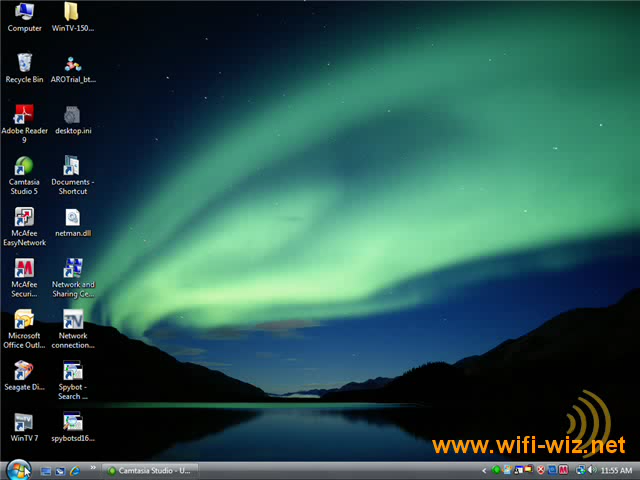 Computer
WinTV-150...
Recycle Bin
AROTrial_bt...
Adobe Reader
9
desktop.ini
Camtasia
Studio 5
Documents -
Shortcut
McAfee
EasyNetwork
netman.dll
McAfee
Securi...
Network and
Sharing Ce...
Microsoft
Office Outl...
Network
connection...
Seagate Di...
Spybot -
Search ...
WinTV 7
spybotsd16...
www.wifi-wiz.net
Camtasia Studio - U...
11:55 AM